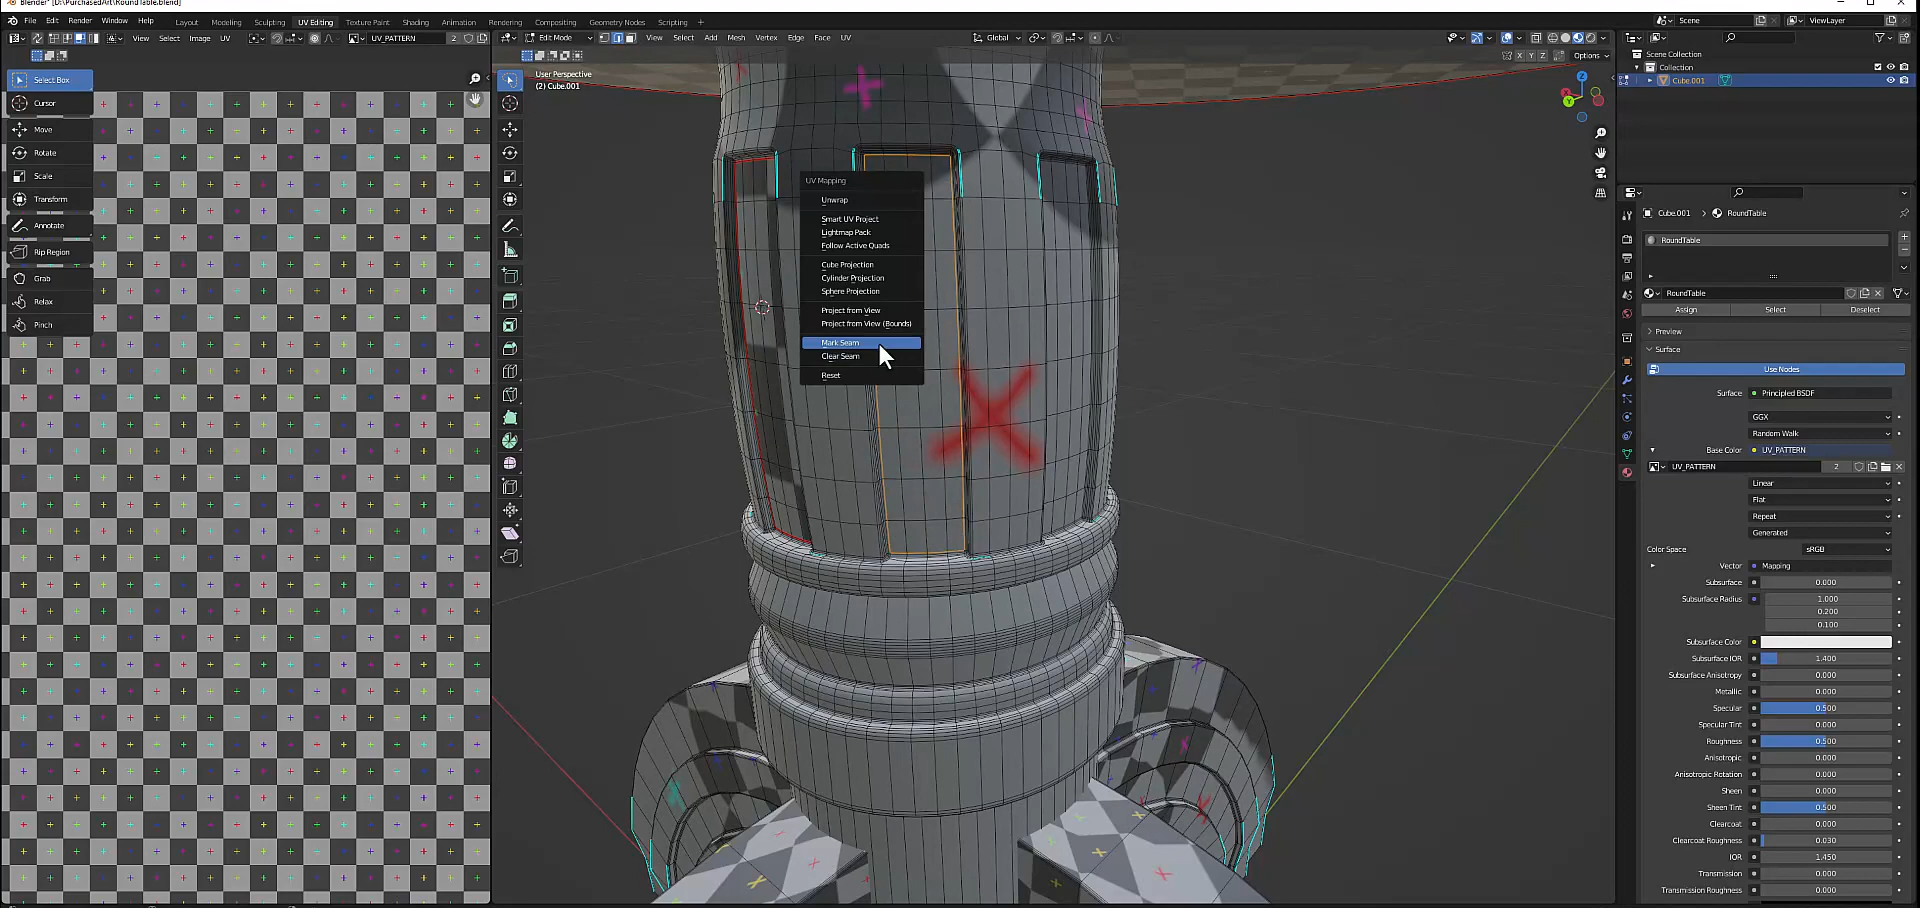 Blender* [D:\PurchasedArt\RoundTable.blend]
File Edit Render Window Help Layout Modeling Sculpting UV Editing Texture Paint Shading Animation Rendering Compositing Geometry Nodes Scripting + Scene ViewLayer
View Select Image UV UV_PATTERN 2 Edit Mode View Select Add Mesh Vertex Edge Face UV Global
X Y Z Options
Scene Collection
Collection
Cube.001
Select Box
Cursor
Move
Rotate
Scale
Transform
Annotate
Rip Region
Grab
Relax
Pinch
User Perspective
(2) Cube.001
Z
X
Y
UV Mapping
Unwrap
Smart UV Project
Lightmap Pack
Follow Active Quads
Cube Projection
Cylinder Projection
Sphere Projection
Project from View
Project from View (Bounds)
Mark Seam
Clear Seam
Reset
Cube.001 RoundTable
RoundTable
RoundTable
Assign Select Deselect
Preview
Surface
Use Nodes
Surface Principled BSDF
GGX
Random Walk
Base Color UV_PATTERN
UV_PATTERN 2
Linear
Flat
Repeat
Generated
Color Space sRGB
Vector Mapping
Subsurface 0.000
Subsurface Radius 1.000
0.200
0.100
Subsurface Color
Subsurface IOR 1.400
Subsurface Anisotropy 0.000
Metallic 0.000
Specular 0.500
Specular Tint 0.000
Roughness 0.500
Anisotropic 0.000
Anisotropic Rotation 0.000
Sheen 0.000
Sheen Tint 0.500
Clearcoat 0.000
Clearcoat Roughness 0.030
IOR 1.450
Transmission 0.000
Transmission Roughness 0.000